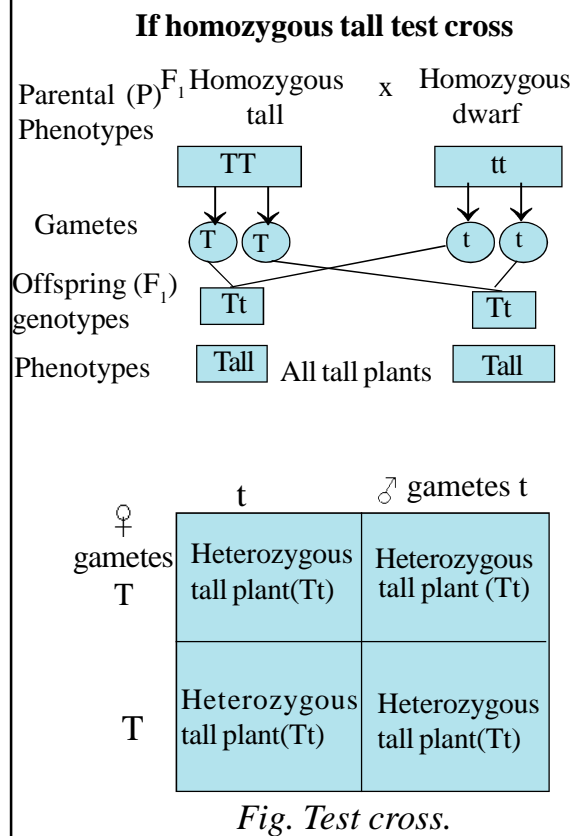 If homozygous tall test cross
Parental (P) F₁ Homozygous x Homozygous
Phenotypes tall dwarf
TT tt
Gametes T T t t
Offspring (F₁)
genotypes Tt Tt
Phenotypes Tall All tall plants Tall
♀ t ♂ gametes t
gametes
T
Heterozygous
tall plant(Tt)
Heterozygous
tall plant (Tt)
T
Heterozygous
tall plant(Tt)
Heterozygous
tall plant(Tt)
Fig. Test cross.